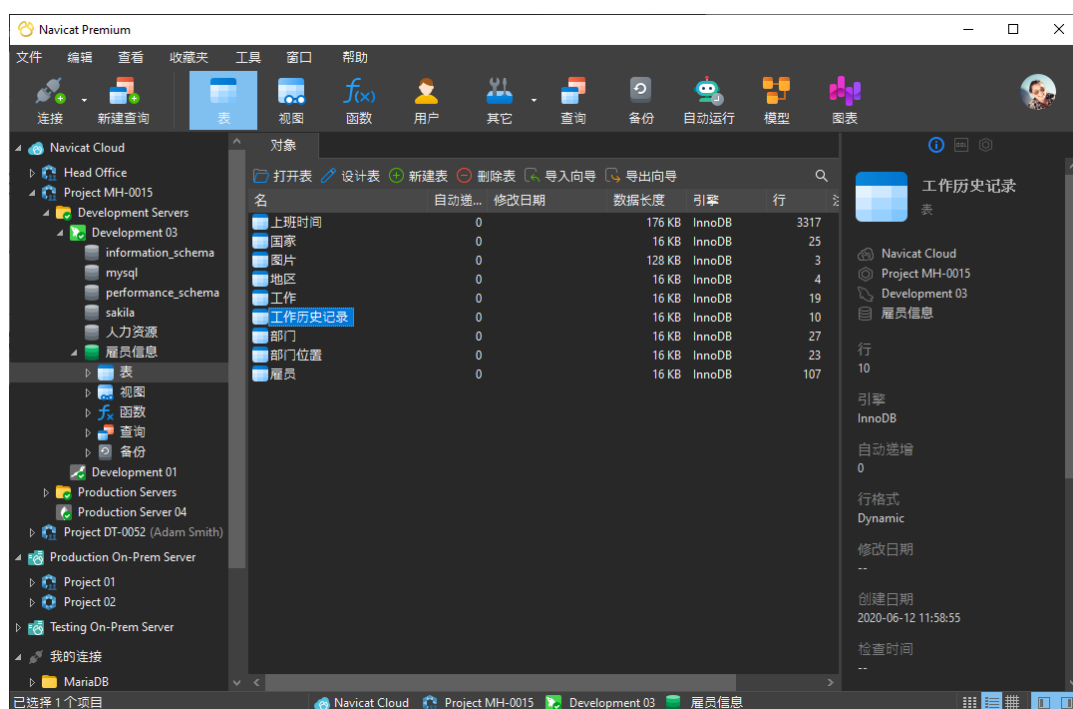 Navicat Premium
文件 编辑 查看 收藏夹 工具 窗口 帮助
连接 新建查询 表 视图 函数 用户 其它 查询 备份 自动运行 模型 图表
Navicat Cloud
Head Office
Project MH-0015
Development Servers
Development 03
information_schema
mysql
performance_schema
sakila
人力资源
雇员信息
表
视图
函数
查询
备份
Development 01
Production Servers
Production Server 04
Project DT-0052 (Adam Smith)
Production On-Prem Server
Project 01
Project 02
Testing On-Prem Server
我的连接
MariaDB
对象
打开表 设计表 新建表 删除表 导入向导 导出向导
名 自动递... 修改日期 数据长度 引擎 行
上班时间 0 176 KB InnoDB 3317
国家 0 16 KB InnoDB 25
图片 0 128 KB InnoDB 3
地区 0 16 KB InnoDB 4
工作 0 16 KB InnoDB 19
工作历史记录 0 16 KB InnoDB 10
部门 0 16 KB InnoDB 27
部门位置 0 16 KB InnoDB 23
雇员 0 16 KB InnoDB 107
工作历史记录
表
Navicat Cloud
Project MH-0015
Development 03
雇员信息
行
10
引擎
InnoDB
自动递增
0
行格式
Dynamic
修改日期
--
创建日期
2020-06-12 11:58:55
检查时间
--
已选择 1 个项目 Navicat Cloud Project MH-0015 Development 03 雇员信息